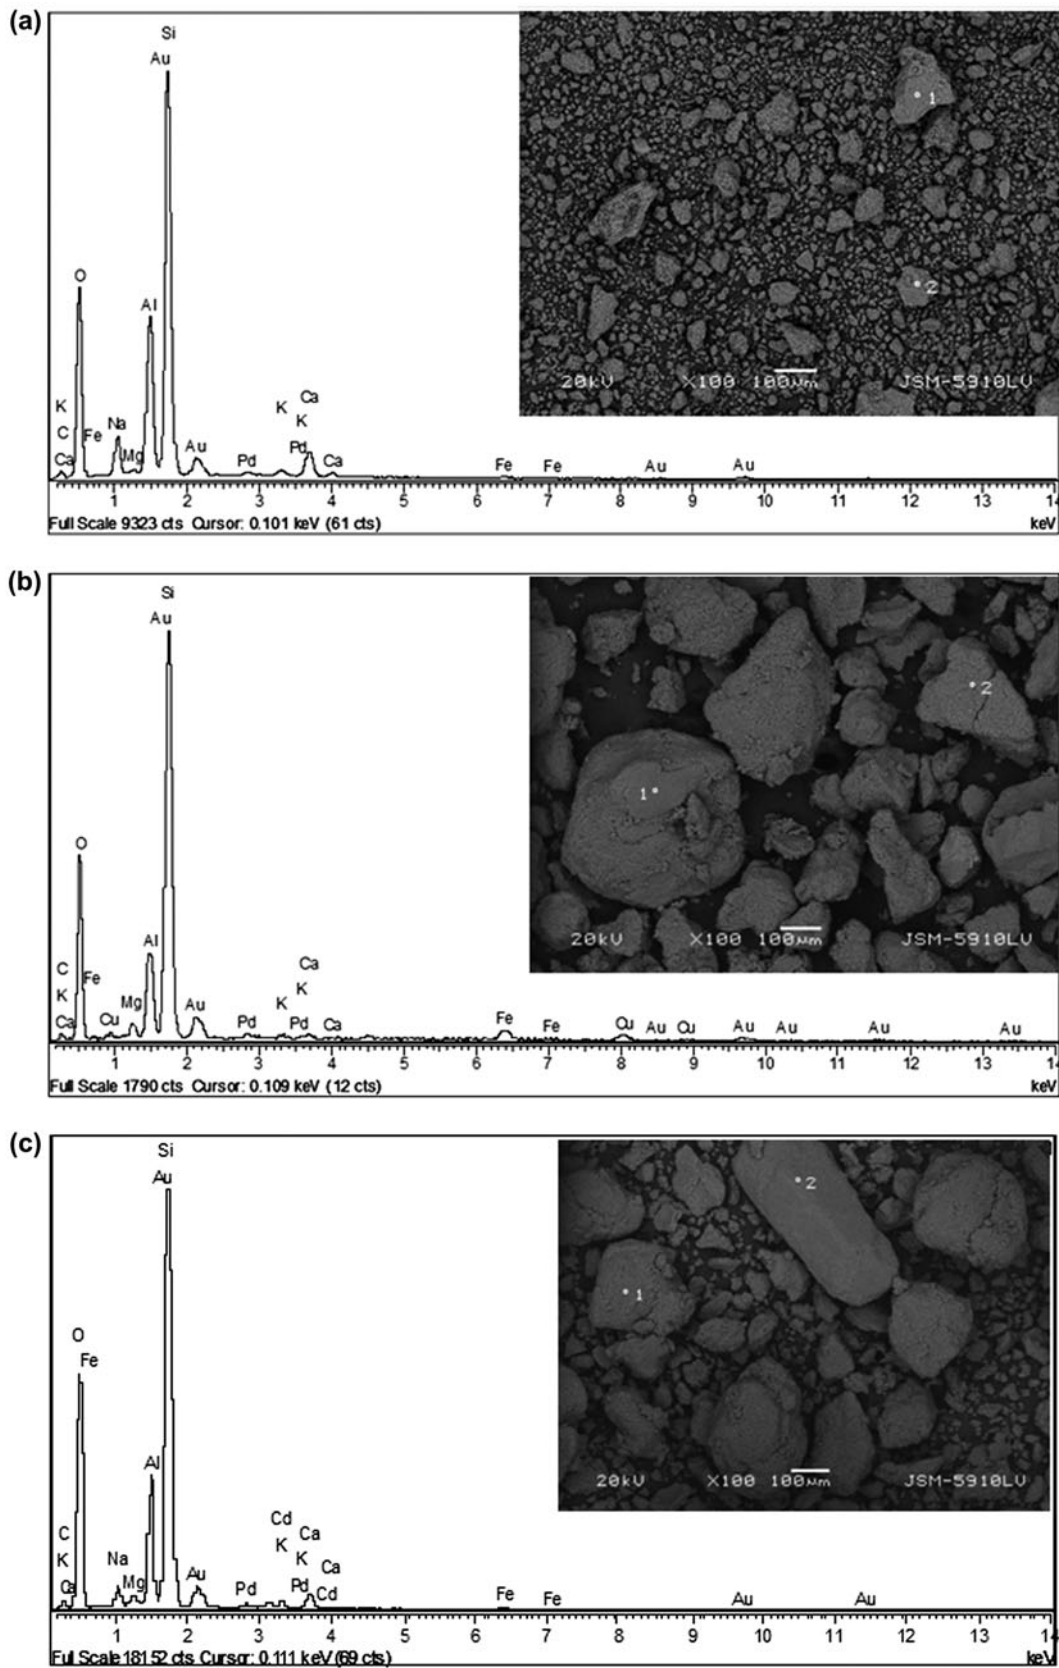 (a)
Si
Au
O
Al
K
C
Ca
Fe
Na
Mg
Au
Pd
K
Ca
K
Pd
Ca
Fe
Fe
Au
Au
1
2
20kV X100 100µm JSM-5910LV
1 2 3 4 5 6 7 8 9 10 11 12 13 14
Full Scale 9323 cts Cursor: 0.101 keV (61 cts)
keV
(b)
Si
Au
O
Al
C
K
Ca
Fe
Cu
Mg
Au
Pd
K
Ca
K
Pd
Ca
Fe
Fe
Cu
Au
Cu
Au
Au
Au
Au
1
2
20kV X100 100µm JSM-5910LV
1 2 3 4 5 6 7 8 9 10 11 12 13 14
Full Scale 1790 cts Cursor: 0.109 keV (12 cts)
keV
(c)
Si
Au
O
Fe
Al
C
K
Ca
Na
Mg
Au
Pd
Cd
K
Ca
K
Pd
Ca
Cd
Fe
Fe
Au
Au
2
1
20kV X100 100µm JSM-5910LV
1 2 3 4 5 6 7 8 9 10 11 12 13 14
Full Scale 18152 cts Cursor: 0.111 keV (69 cts)
keV